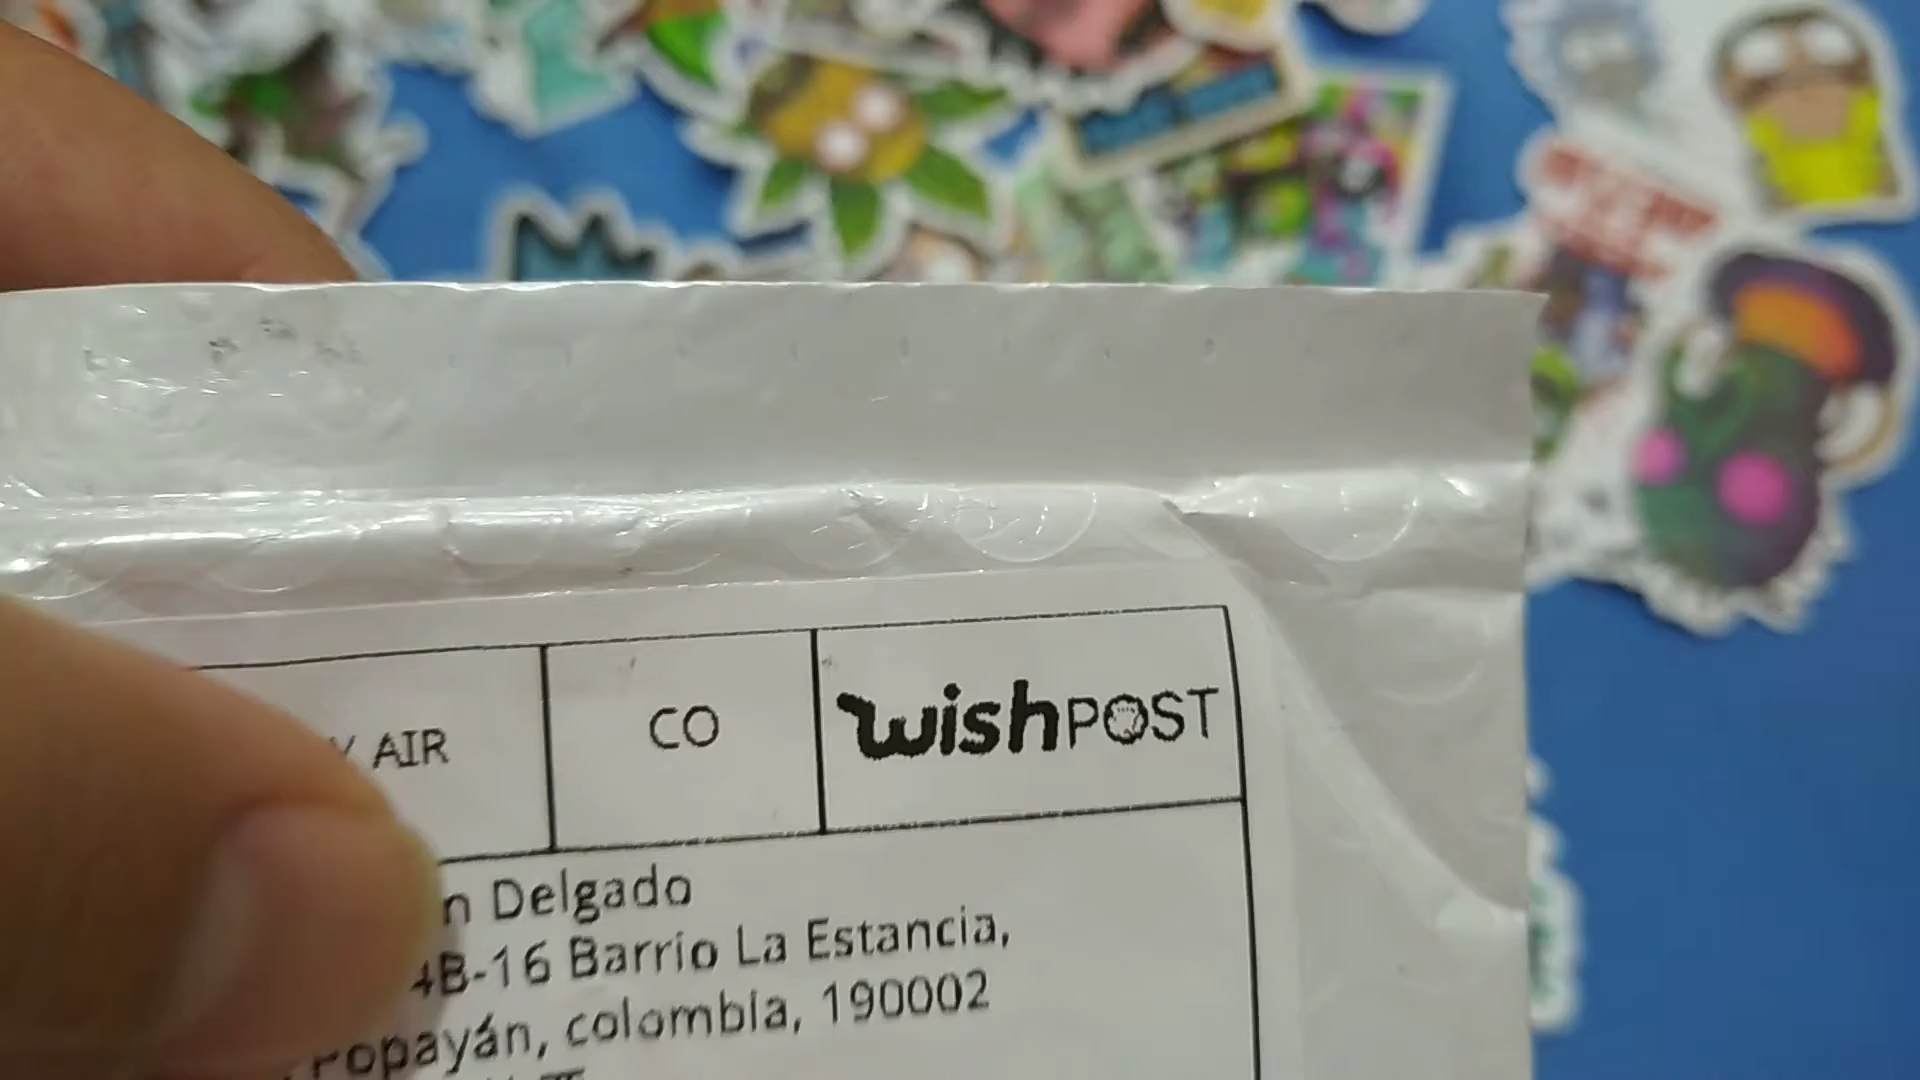 AIR
CO
wishPOST
n Delgado
4B-16 Barrio La Estancia,
Popayán, colombia, 190002